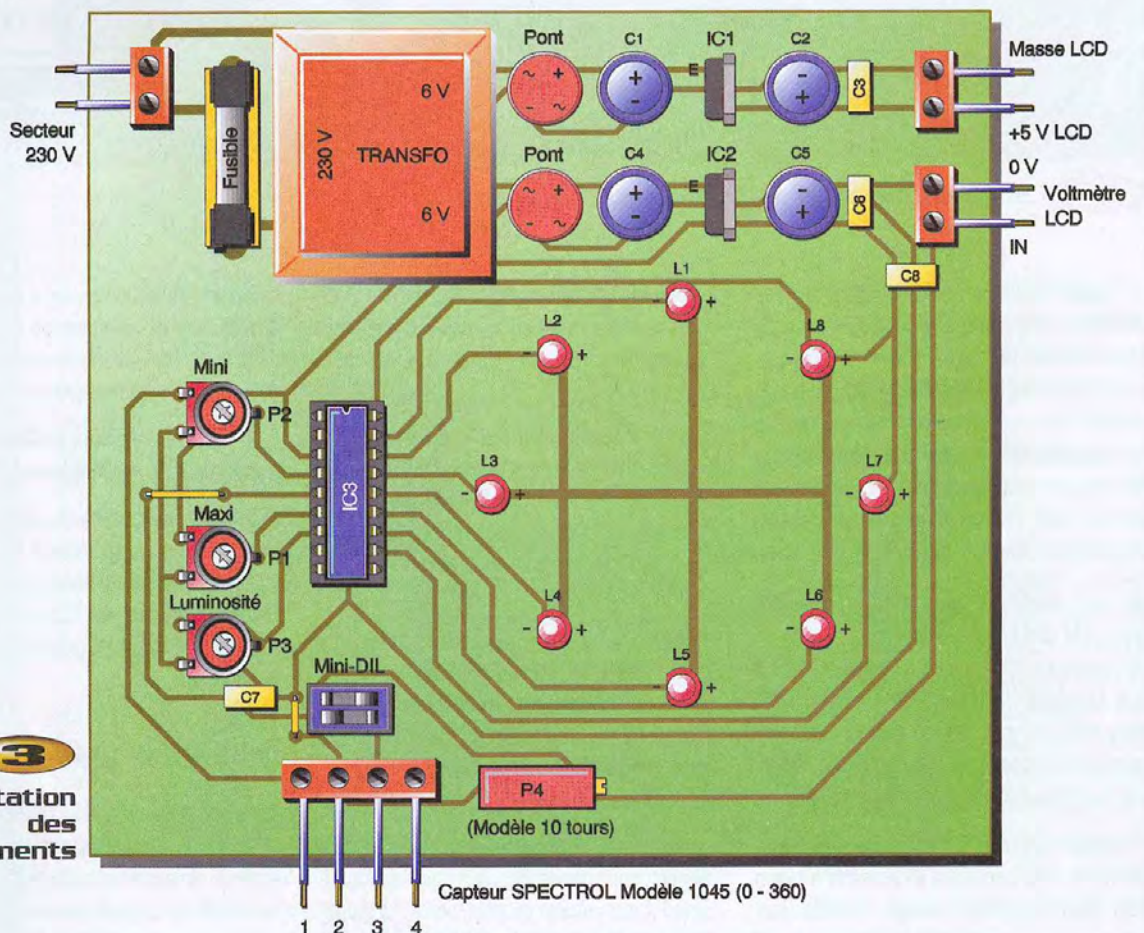 Pont
C1
IC1
C2
Masse LCD
E
+
-
~
C3
Secteur
230 V
Fusible
230 V
TRANSFO
6 V
6 V
+5 V LCD
Pont
C4
IC2
C5
0 V
Voltmètre
LCD
IN
E
C6
C8
L1
L2
L8
Mini
P2
IC3
L3
L7
Maxi
P1
L4
L6
Luminosité
P3
L5
Mini-DIL
C7
P4
(Modèle 10 tours)
3
des
Capteur SPECTROL Modèle 1045 (0 - 360)
1 2 3 4